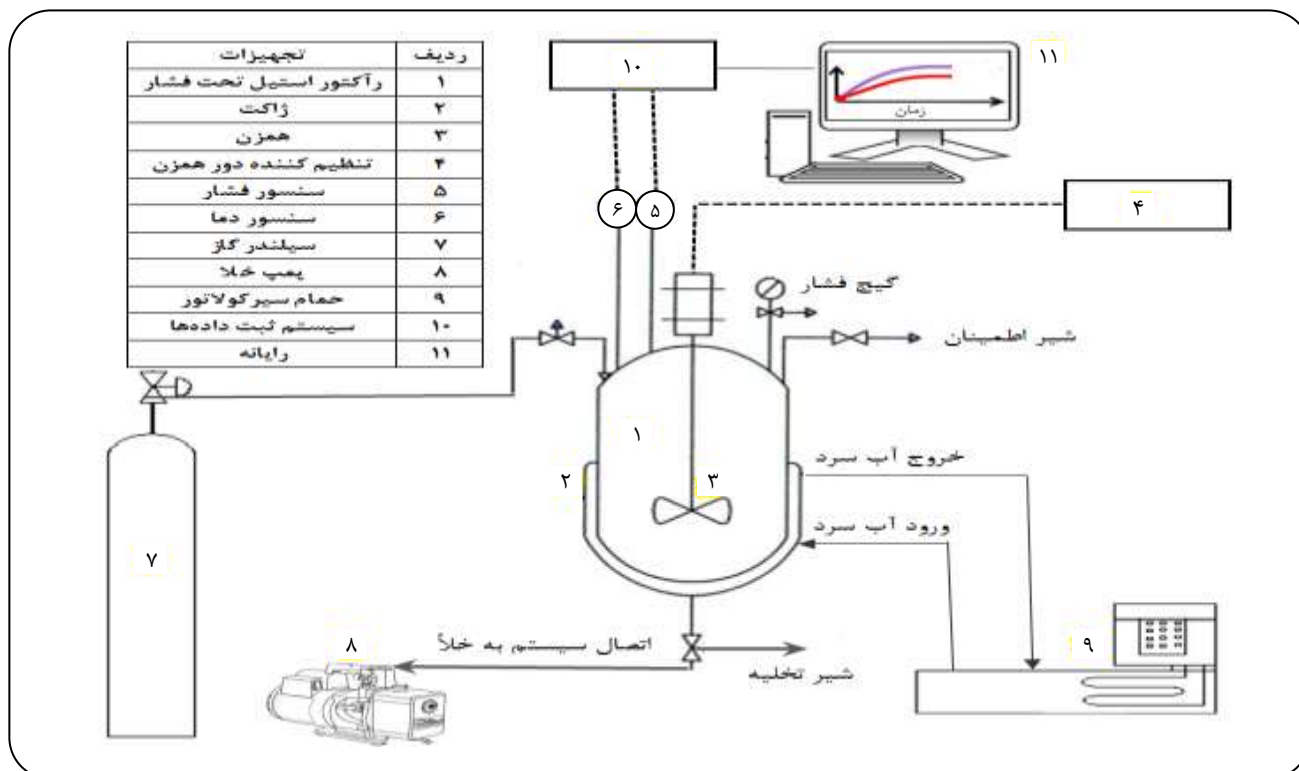 ردیف تجهیزات
۱ رآکتور استیل تحت فشار
۲ ژاکت
۳ همزن
۴ تنظیم کننده دور همزن
۵ سنسور فشار
۶ سنسور دما
۷ سیلندر گاز
۸ پمپ خلا
۹ حمام سیرکولاتور
۱۰ سیستم ثبت داده‌ها
۱۱ رایانه
۱۰
۱۱
زمان
۴
۶
۵
گیج فشار
شیر اطمینان
۱
۲
۳
خروج آب سرد
ورود آب سرد
۷
۸
اتصال سیستم به خلأ
شیر تخلیه
۹